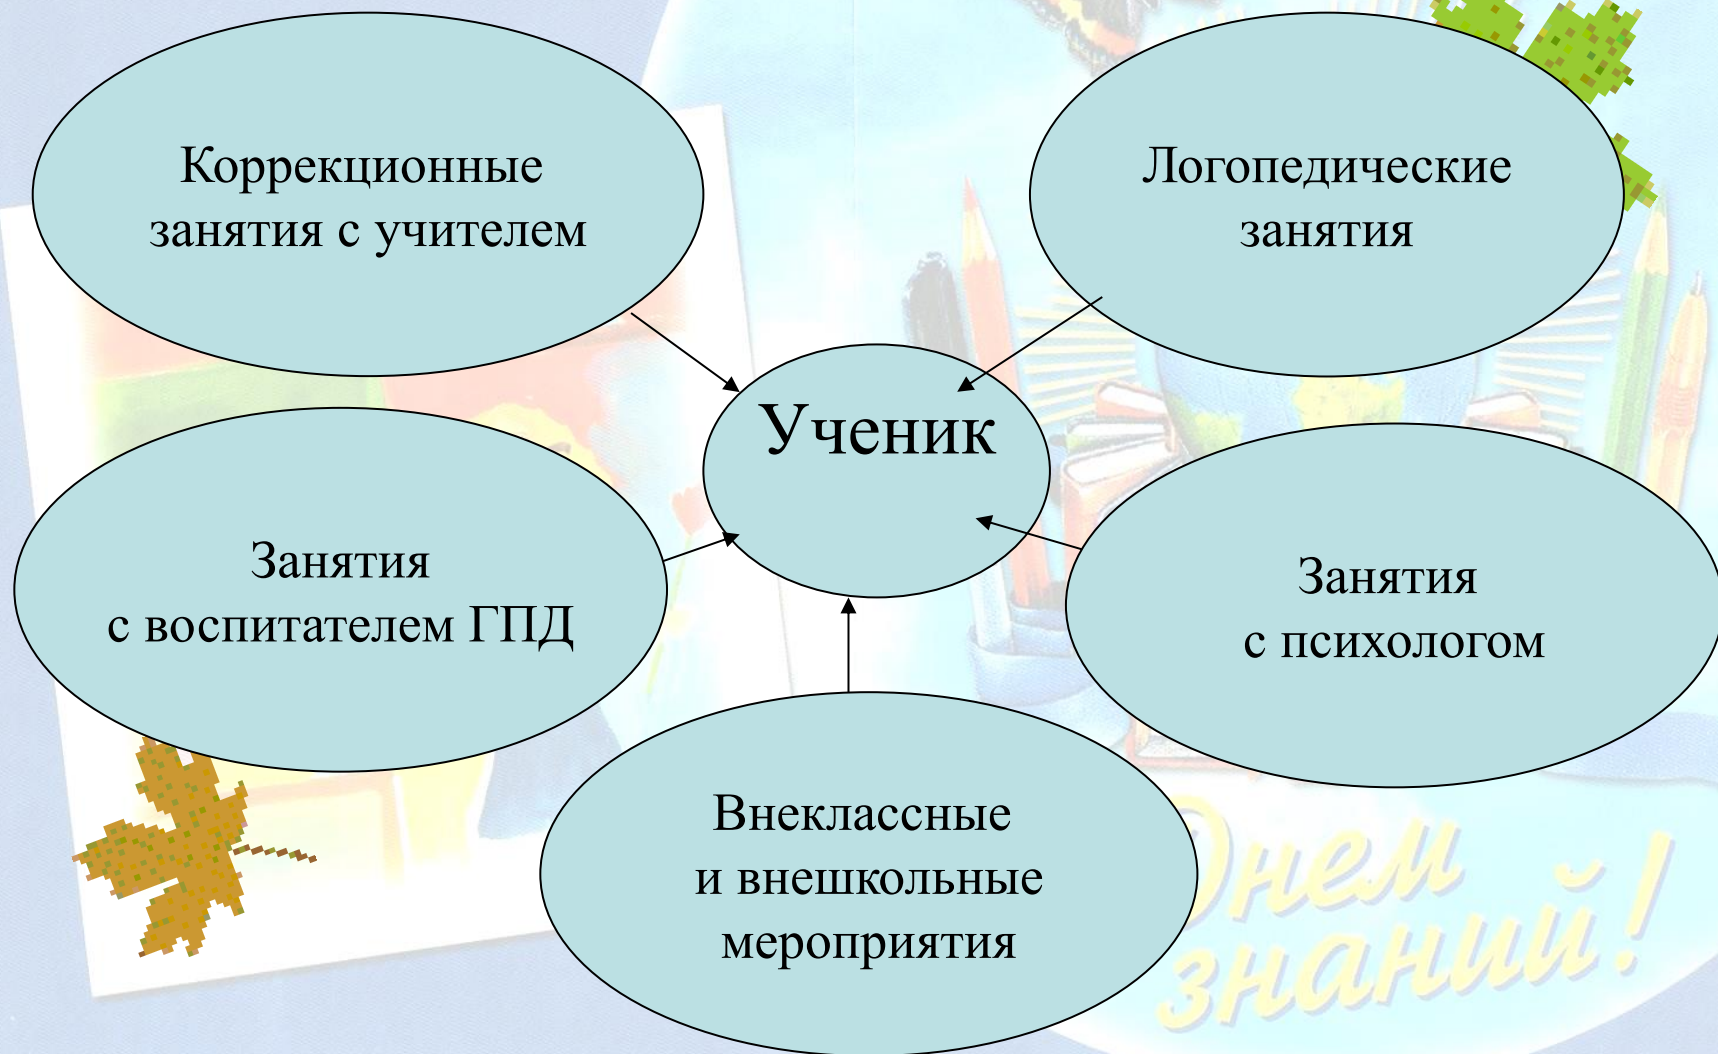 Коррекционные
занятия с учителем
Логопедические
занятия
Ученик
Занятия
с воспитателем ГПД
Занятия
с психологом
Внеклассные
и внешкольные
мероприятия
Днем
знаний!